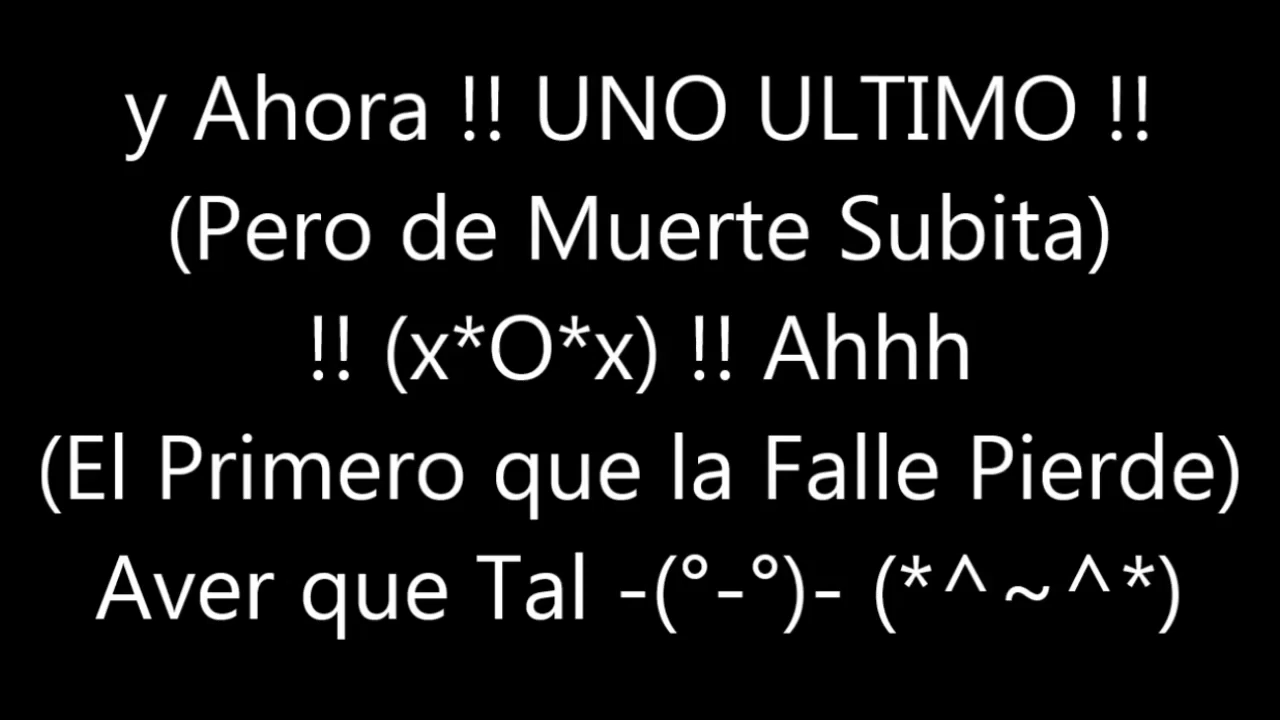 y Ahora !! UNO ULTIMO !!
(Pero de Muerte Subita)
!! (x*O*x) !! Ahhh
(El Primero que la Falle Pierde)
Aver que Tal -(°-°)- (*^~^*)